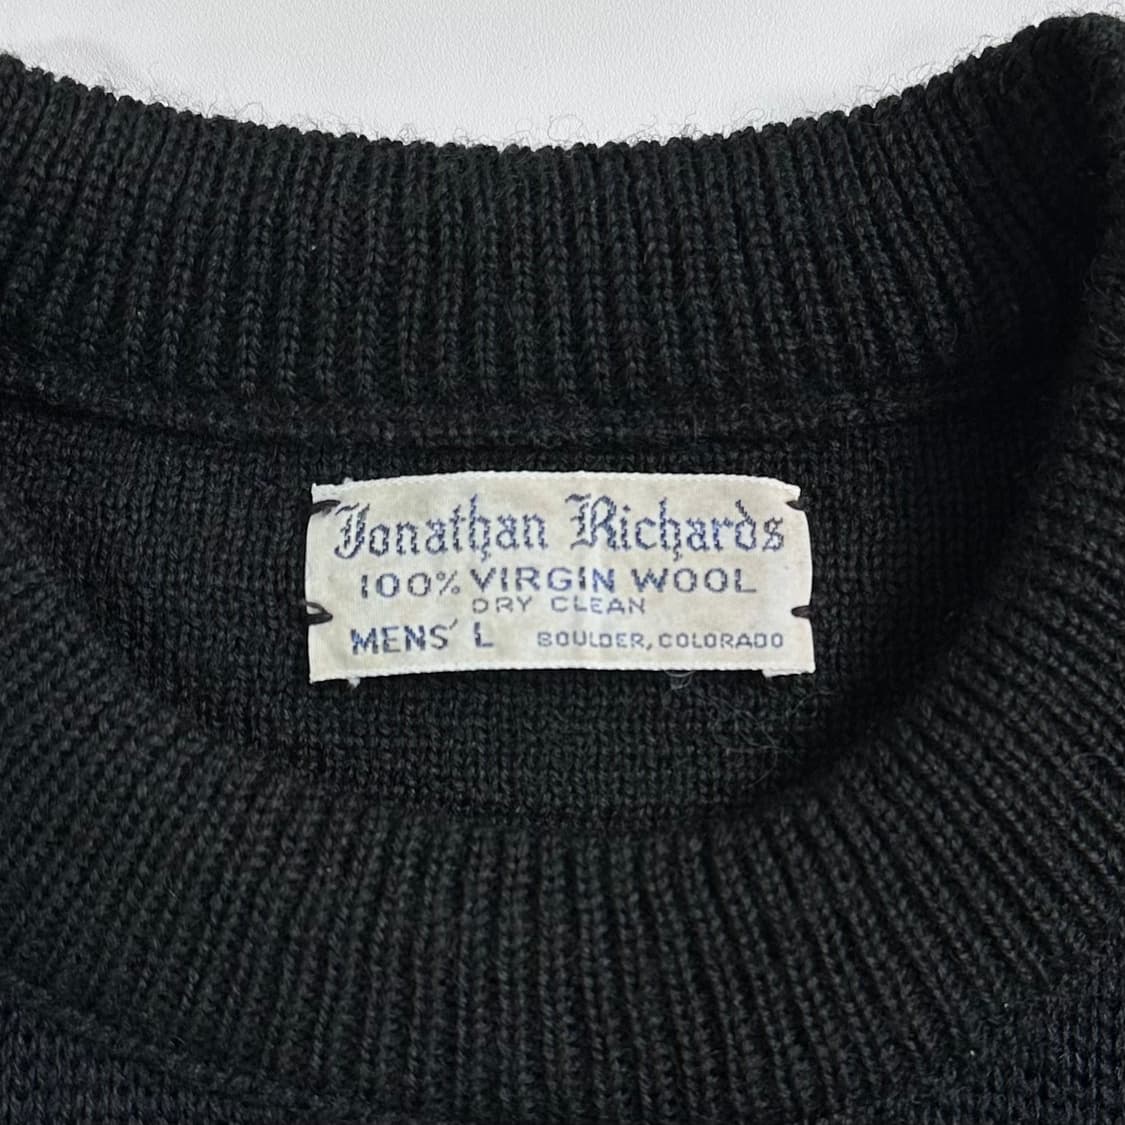 Jonathan Richards
100% VIRGIN WOOL
DRY CLEAN
MENS' L BOULDER, COLORADO